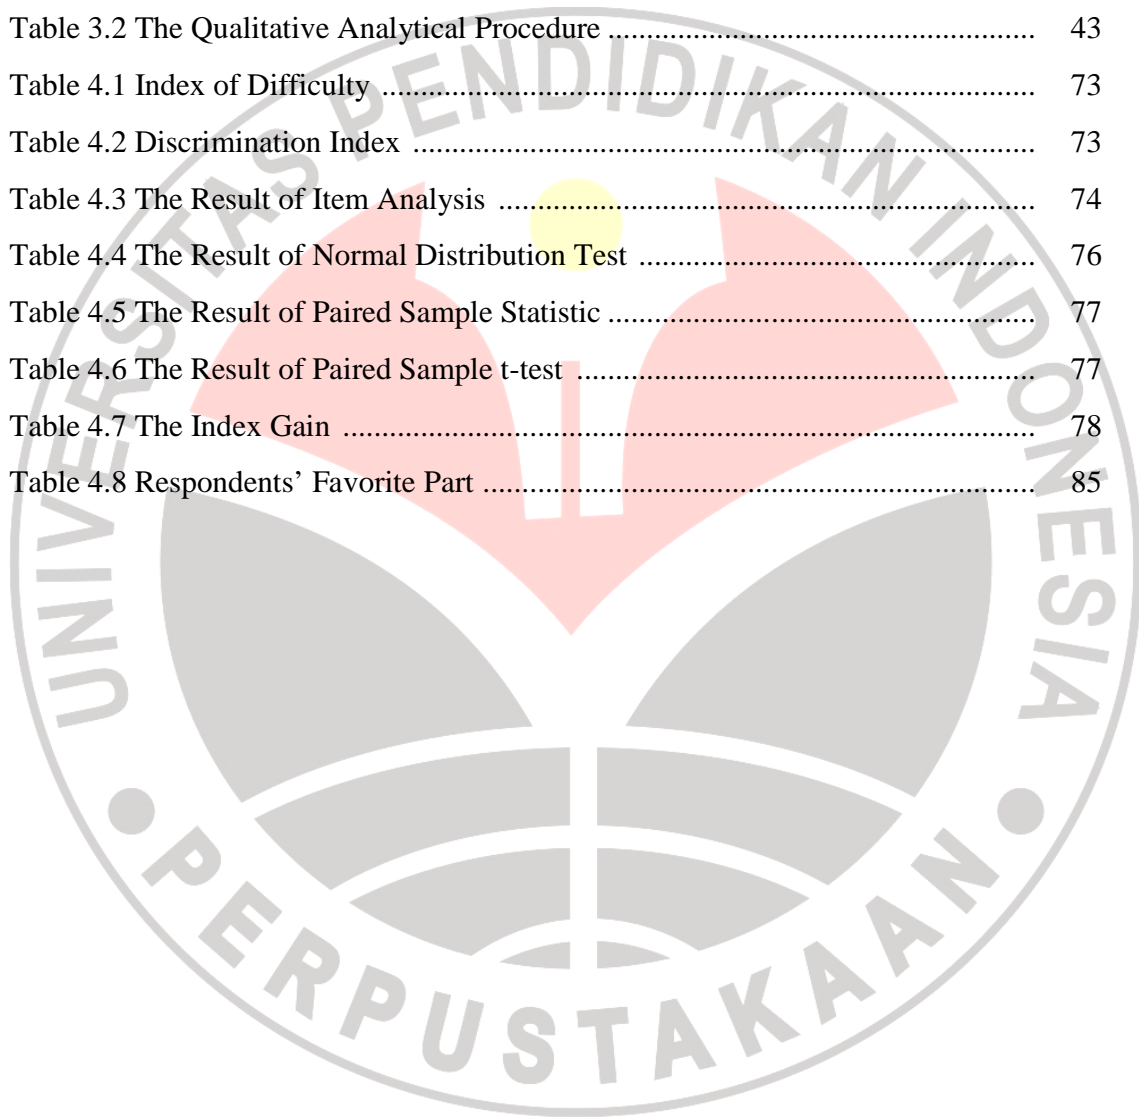 Table 3.2 The Qualitative Analytical Procedure ...................................................... 43
Table 4.1 Index of Difficulty .................................................................................. 73
Table 4.2 Discrimination Index .............................................................................. 73
Table 4.3 The Result of Item Analysis ................................................................... 74
Table 4.4 The Result of Normal Distribution Test .................................................. 76
Table 4.5 The Result of Paired Sample Statistic ...................................................... 77
Table 4.6 The Result of Paired Sample t-test .......................................................... 77
Table 4.7 The Index Gain ....................................................................................... 78
Table 4.8 Respondents’ Favorite Part ..................................................................... 85
UNIVERSITAS PENDIDIKAN INDONESIA
PERPUSTAKAAN